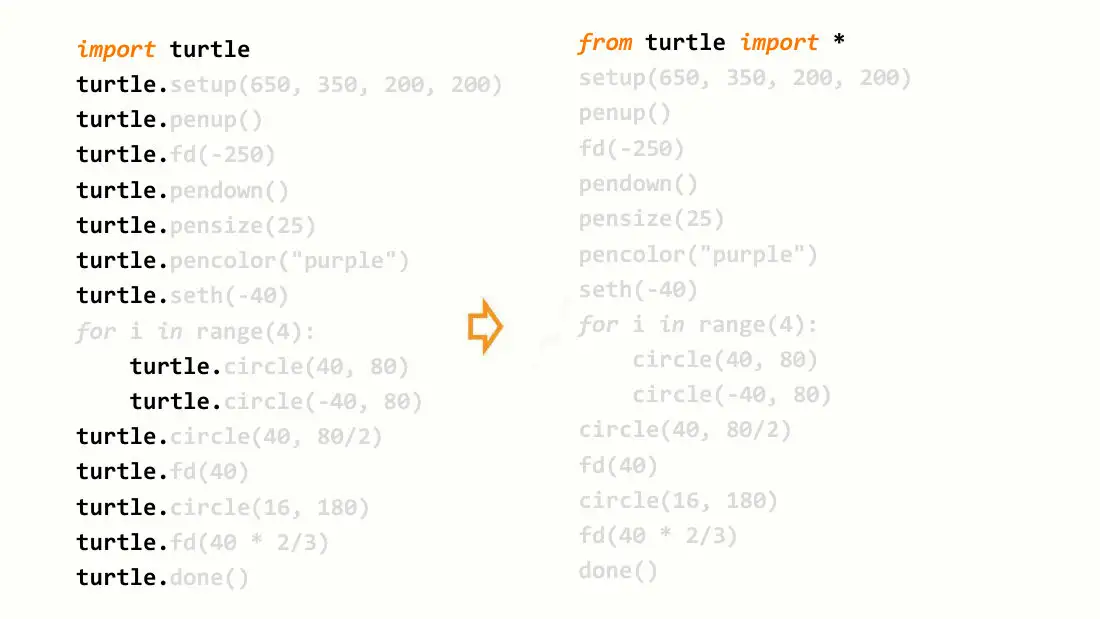 import turtle
turtle.setup(650, 350, 200, 200)
turtle.penup()
turtle.fd(-250)
turtle.pendown()
turtle.pensize(25)
turtle.pencolor("purple")
turtle.seth(-40)
for i in range(4):
    turtle.circle(40, 80)
    turtle.circle(-40, 80)
turtle.circle(40, 80/2)
turtle.fd(40)
turtle.circle(16, 180)
turtle.fd(40 * 2/3)
turtle.done()
from turtle import *
setup(650, 350, 200, 200)
penup()
fd(-250)
pendown()
pensize(25)
pencolor("purple")
seth(-40)
for i in range(4):
    circle(40, 80)
    circle(-40, 80)
circle(40, 80/2)
fd(40)
circle(16, 180)
fd(40 * 2/3)
done()